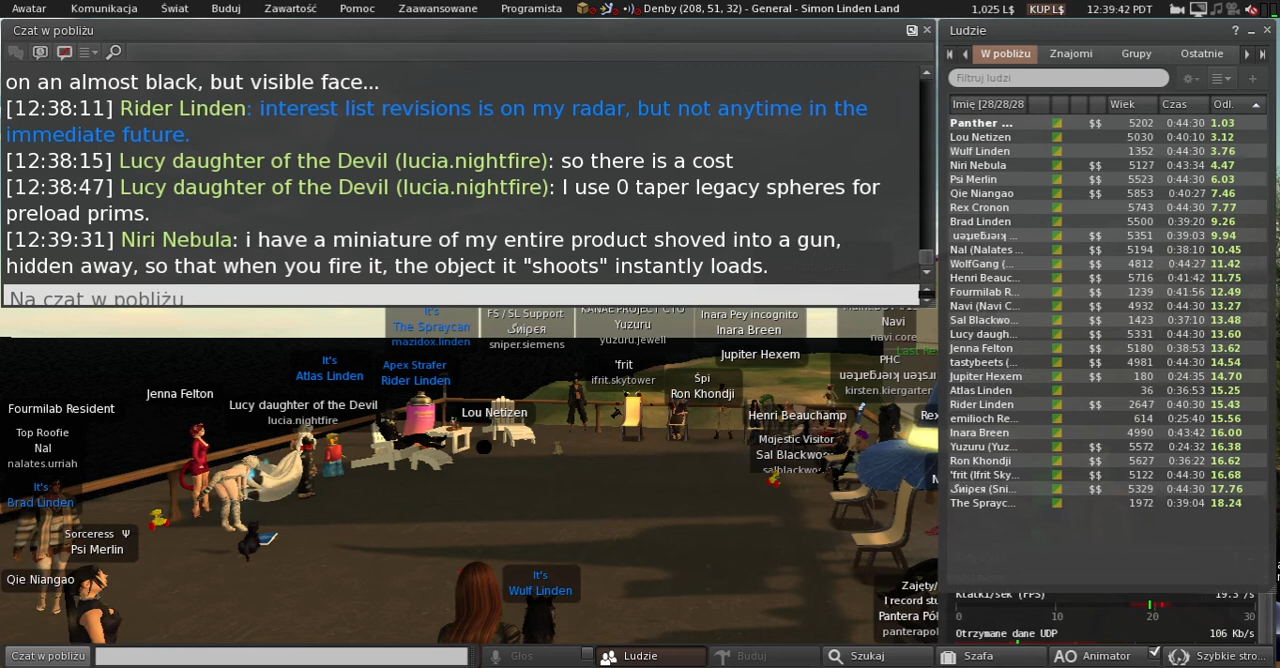 Awatar Komunikacja Świat Buduj Zawartość Pomoc Zaawansowane Programista Denby (208, 51, 32) - General - Simon Linden Land 1,025 L$ KUP L$ 12:39:42 PDT
Czat w pobliżu
on an almost black, but visible face...
[12:38:11] Rider Linden: interest list revisions is on my radar, but not anytime in the
immediate future.
[12:38:15] Lucy daughter of the Devil (lucia.nightfire): so there is a cost
[12:38:47] Lucy daughter of the Devil (lucia.nightfire): I use 0 taper legacy spheres for
preload prims.
[12:39:31] Niri Nebula: i have a miniature of my entire product shoved into a gun,
hidden away, so that when you fire it, the object it "shoots" instantly loads.
Na czat w pobliżu
It's
The Spraycan
mazidox.linden
FS / SL Support
sniper.siemens
Yuzuru
yuzuru.jewell
Inara Pey incognito
Inara Breen
Navi
navi.core
It's
Atlas Linden
Apex Strafer
Rider Linden
'frit
ifrit.skytower
Jupiter Hexem
Śpi
Ron Khondji
PHC
kirsten.kiergarten
Jenna Felton
Fourmilab Resident
Lucy daughter of the Devil
lucia.nightfire
Lou Netizen
Henri Beauchamp
Rex
Top Roofie
Nal
nalates.urriah
Majestic Visitor
Sal Blackwo
salblackwo
It's
Brad Linden
Sorceress Ψ
Psi Merlin
Qie Niangao
It's
Wulf Linden
Zajęty/
I record stu
Pantera Pół
panterapol
Ludzie
W pobliżu Znajomi Grupy Ostatnie
Filtruj ludzi
Imię [28/28/28 Wiek Czas Odl.
Panther ... $$ 5202 0:44:30 1.03
Lou Netizen 5030 0:40:10 3.12
Wulf Linden 1352 0:44:30 3.76
Niri Nebula $$ 5127 0:43:34 4.47
Psi Merlin $$ 5523 0:44:30 6.03
Qie Niangao $$ 5853 0:40:27 7.46
Rex Cronon 5743 0:44:30 7.77
Brad Linden 5500 0:39:20 9.26
$$ 5351 0:39:03 9.94
Nal (Nalates ... $$ 5194 0:38:10 10.45
WolfGang (... $$ 4812 0:44:27 11.42
Henri Beauc... $$ 5716 0:41:42 11.75
Fourmilab R... $$ 1239 0:41:56 12.49
Navi (Navi C... $$ 4932 0:44:30 13.27
Sal Blackwo... $$ 1423 0:37:10 13.48
Lucy daugh... $$ 5331 0:44:30 13.60
Jenna Felton $$ 5180 0:38:53 13.62
tastybeets (... $$ 4981 0:44:30 14.54
Jupiter Hexem $$ 180 0:24:35 14.70
Atlas Linden 36 0:36:53 15.25
Rider Linden $$ 2647 0:40:30 15.43
emilioch Re... 614 0:25:40 15.56
Inara Breen 4990 0:43:42 16.00
Yuzuru (Yuz... $$ 5572 0:24:32 16.38
Ron Khondji $$ 5627 0:36:22 16.62
'frit (Ifrit Sky... $$ 5122 0:44:30 16.68
(Sni... $$ 5329 0:44:30 17.76
The Sprayc... 1972 0:39:04 18.24
Klatki/sek (FPS) 19.3 /s
0 10 20 30
Otrzymane dane UDP 106 Kb/s
Czat w pobliżu Głos Ludzie Buduj Szukaj Szafa AO Animator Szybkie stro...